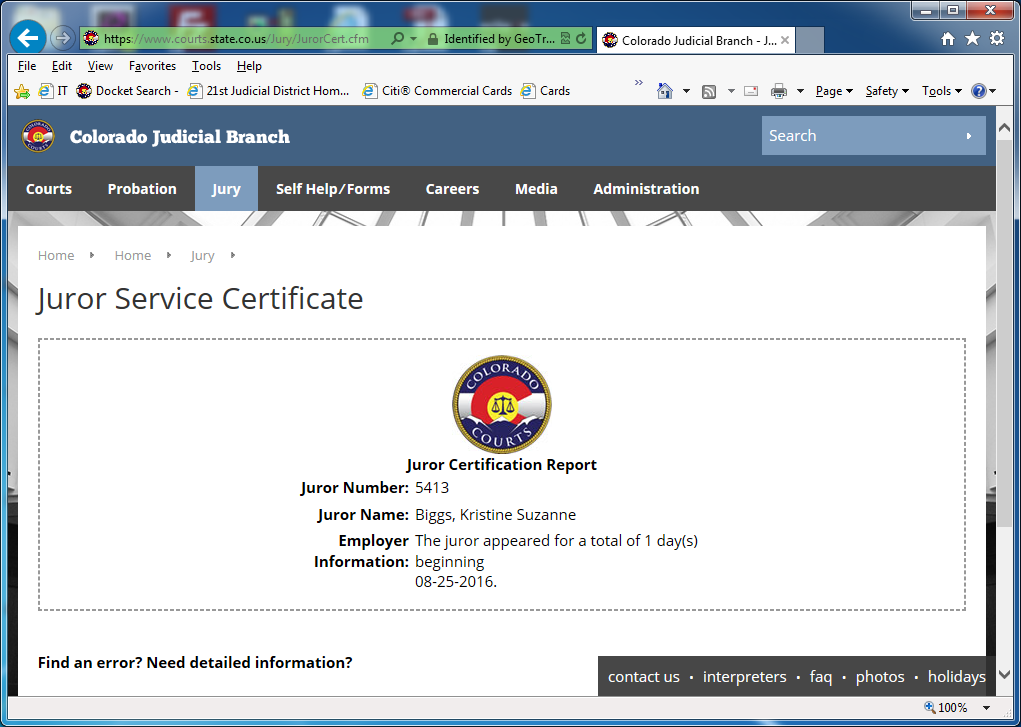 https://www.courts.state.co.us/Jury/JurorCert.cfm
Identified by GeoTr...
Colorado Judicial Branch - J...
File Edit View Favorites Tools Help
IT Docket Search - 21st Judicial District Hom... Citi® Commercial Cards Cards » Page Safety Tools
Colorado Judicial Branch
Search
Courts Probation Jury Self Help/Forms Careers Media Administration
Home Home Jury
Juror Service Certificate
COLORADO
COURTS
Juror Certification Report
Juror Number: 5413
Juror Name: Biggs, Kristine Suzanne
Employer The juror appeared for a total of 1 day(s)
Information: beginning
08-25-2016.
Find an error? Need detailed information?
contact us • interpreters • faq • photos • holidays
100%